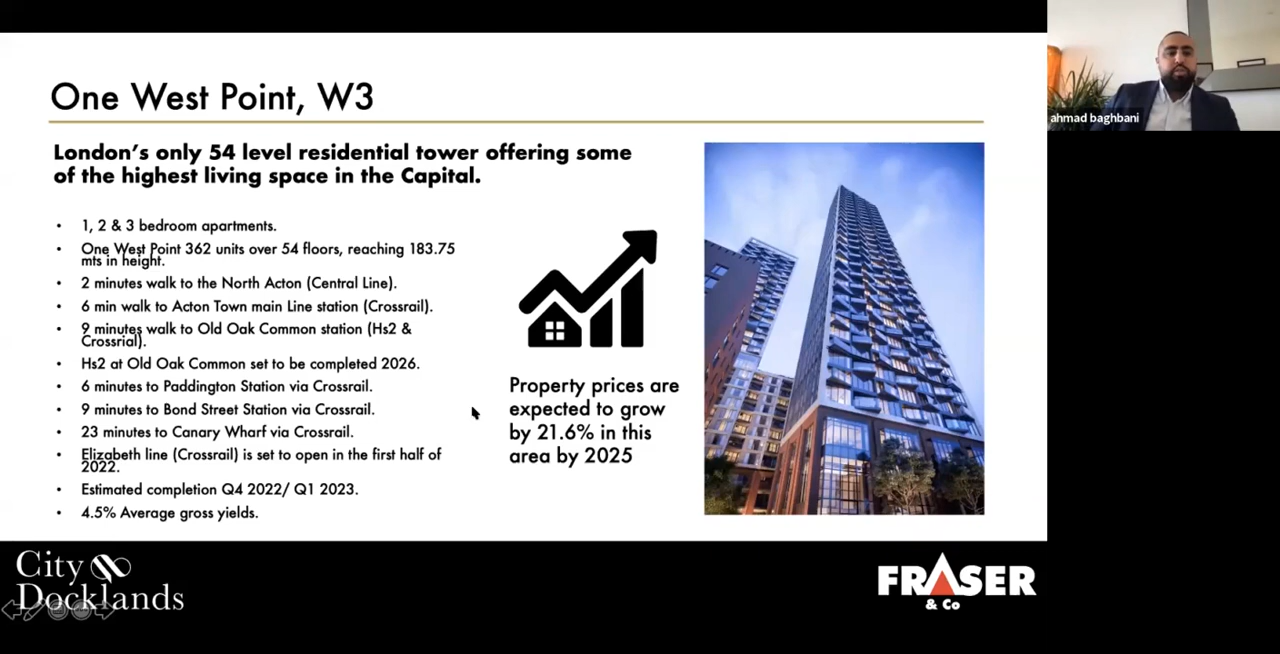 One West Point, W3
London's only 54 level residential tower offering some
of the highest living space in the Capital.
• 1, 2 & 3 bedroom apartments.
• One West Point 362 units over 54 floors, reaching 183.75
mts in height.
• 2 minutes walk to the North Acton (Central Line).
• 6 min walk to Acton Town main Line station (Crossrail).
• 9 minutes walk to Old Oak Common station (Hs2 &
Crossrial).
• Hs2 at Old Oak Common set to be completed 2026.
• 6 minutes to Paddington Station via Crossrail.
• 9 minutes to Bond Street Station via Crossrail.
• 23 minutes to Canary Wharf via Crossrail.
• Elizabeth line (Crossrail) is set to open in the first half of
2022.
• Estimated completion Q4 2022/ Q1 2023.
• 4.5% Average gross yields.
Property prices are
expected to grow
by 21.6% in this
area by 2025
ahmad baghbani
City
Docklands
FRASER
& Co